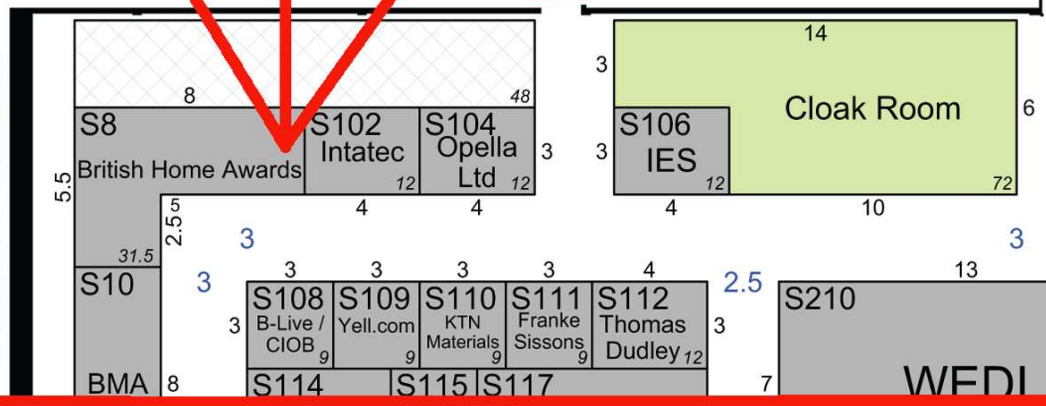 14
3
8
48
Cloak Room
6
S8
S102
S104
S106
British Home Awards
Intatec
Opella
Ltd
3
3
IES
5.5
12
12
12
72
5
4
4
4
10
2.5
3
3
31.5
3
3
3
3
3
4
2.5
13
S10
S108
S109
S110
S111
S112
S210
3
B-Live /
CIOB
Yell.com
KTN
Materials
Franke
Sissons
Thomas
Dudley
3
9
9
9
9
12
BMA
8
S114
S115
S117
7
WEDI